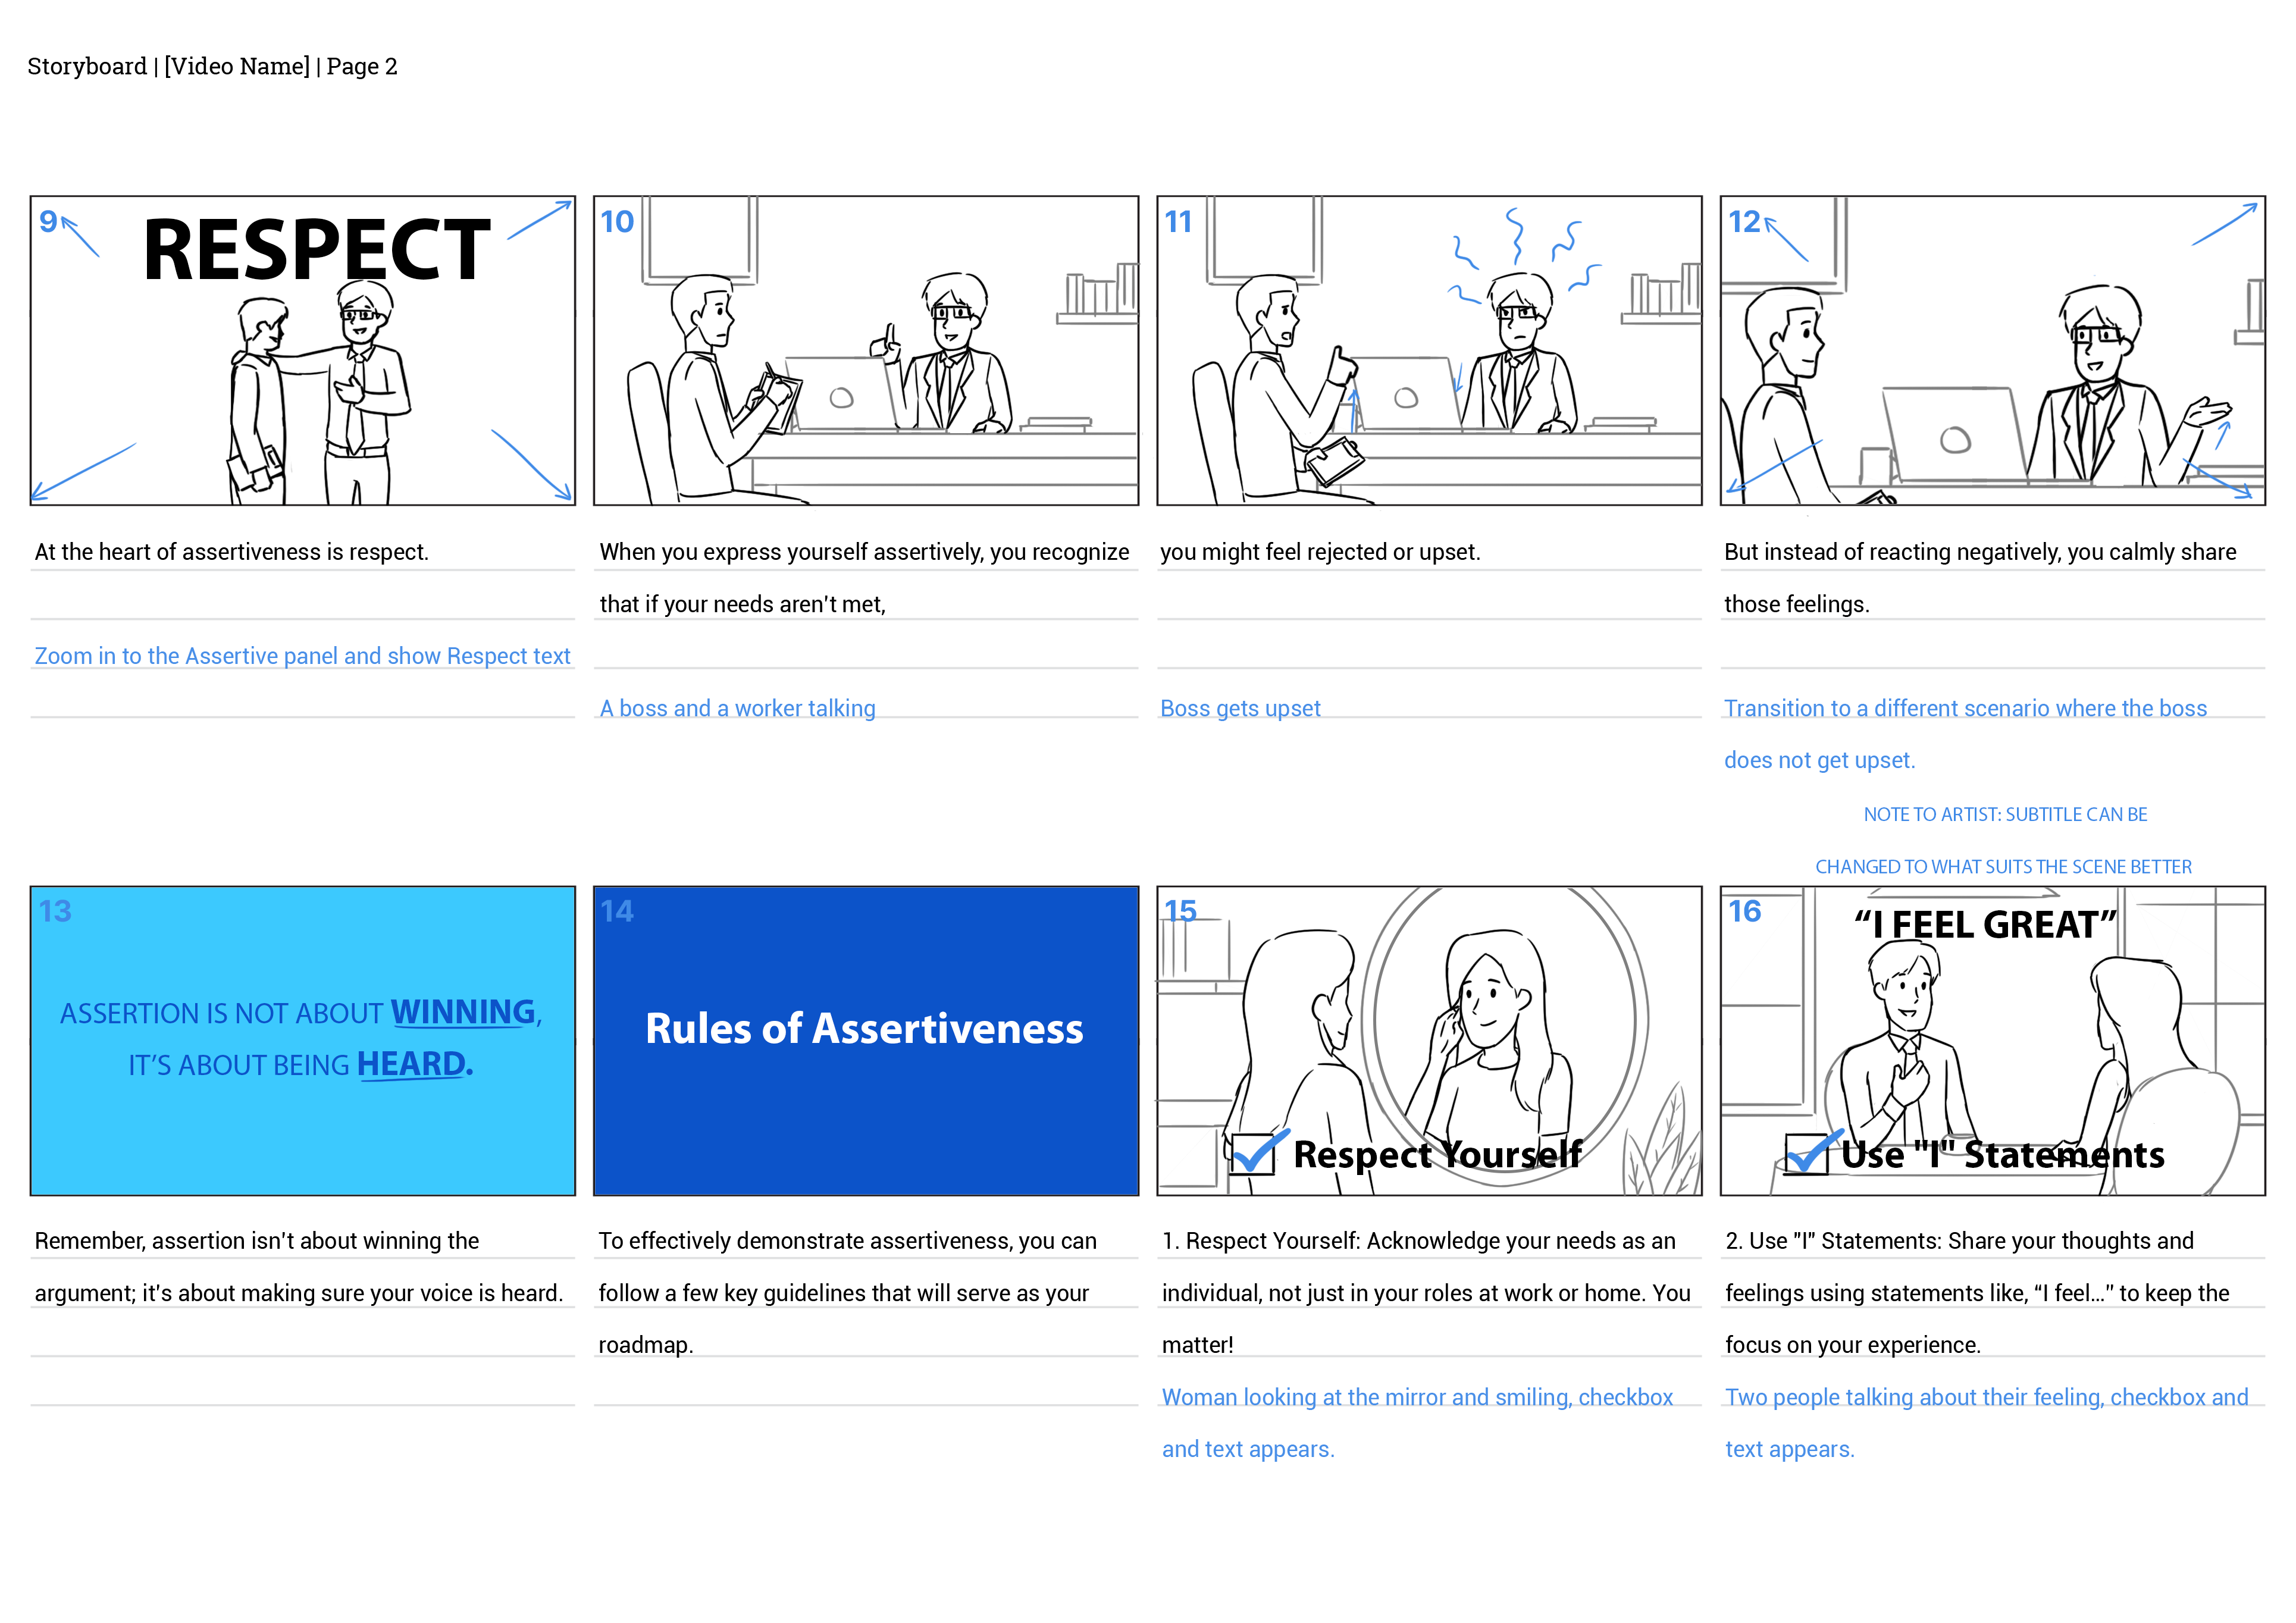 Storyboard | [Video Name] | Page 2
9
RESPECT
At the heart of assertiveness is respect.
Zoom in to the Assertive panel and show Respect text
10
When you express yourself assertively, you recognize
that if your needs aren't met,
A boss and a worker talking
11
you might feel rejected or upset.
Boss gets upset
12
But instead of reacting negatively, you calmly share
those feelings.
Transition to a different scenario where the boss
does not get upset.
13
ASSERTION IS NOT ABOUT WINNING,
IT'S ABOUT BEING HEARD.
Remember, assertion isn't about winning the
argument; it's about making sure your voice is heard.
14
Rules of Assertiveness
To effectively demonstrate assertiveness, you can
follow a few key guidelines that will serve as your
roadmap.
15
Respect Yourself
1. Respect Yourself: Acknowledge your needs as an
individual, not just in your roles at work or home. You
matter!
Woman looking at the mirror and smiling, checkbox
and text appears.
NOTE TO ARTIST: SUBTITLE CAN BE
CHANGED TO WHAT SUITS THE SCENE BETTER
16
“I FEEL GREAT”
Use "I" Statements
2. Use "I" Statements: Share your thoughts and
feelings using statements like, “I feel...” to keep the
focus on your experience.
Two people talking about their feeling, checkbox and
text appears.